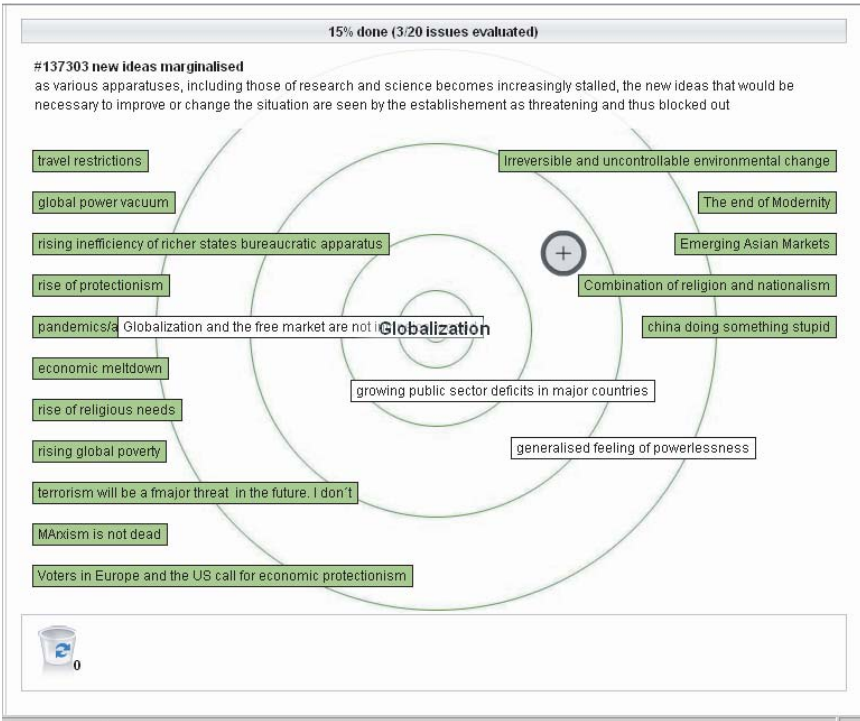 15% done (3/20 issues evaluated)
#137303 new ideas marginalised
as various apparatuses, including those of research and science becomes increasingly stalled, the new ideas that would be
necessary to improve or change the situation are seen by the establishement as threatening and thus blocked out
travel restrictions
Irreversible and uncontrollable environmental change
global power vacuum
The end of Modernity
rising inefficiency of richer states bureaucratic apparatus
Emerging Asian Markets
rise of protectionism
Combination of religion and nationalism
pandemics/a
Globalization and the free market are not
Globalization
china doing something stupid
economic meltdown
growing public sector deficits in major countries
rise of religious needs
rising global poverty
generalised feeling of powerlessness
terrorism will be a fmajor threat in the future. I don´t
MArxism is not dead
Voters in Europe and the US call for economic protectionism
0